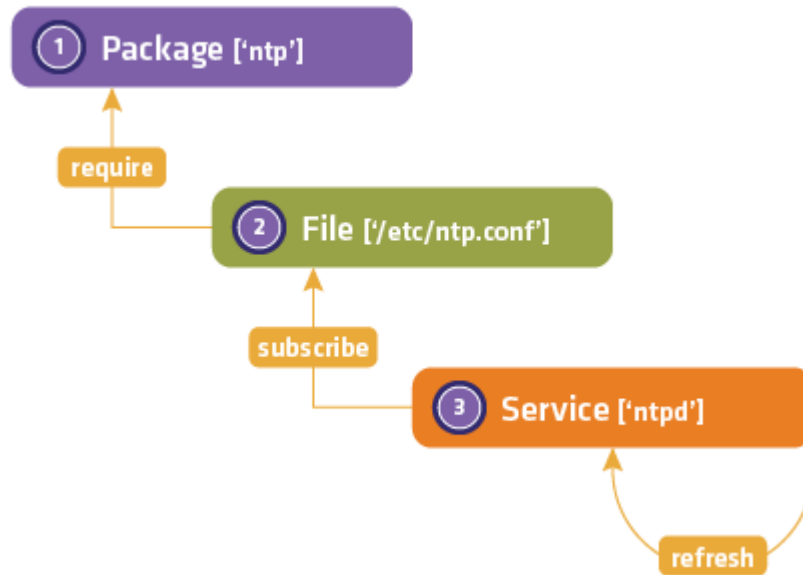 1 Package [‘ntp’]
require
2 File [‘/etc/ntp.conf’]
subscribe
3 Service [‘ntpd’]
refresh